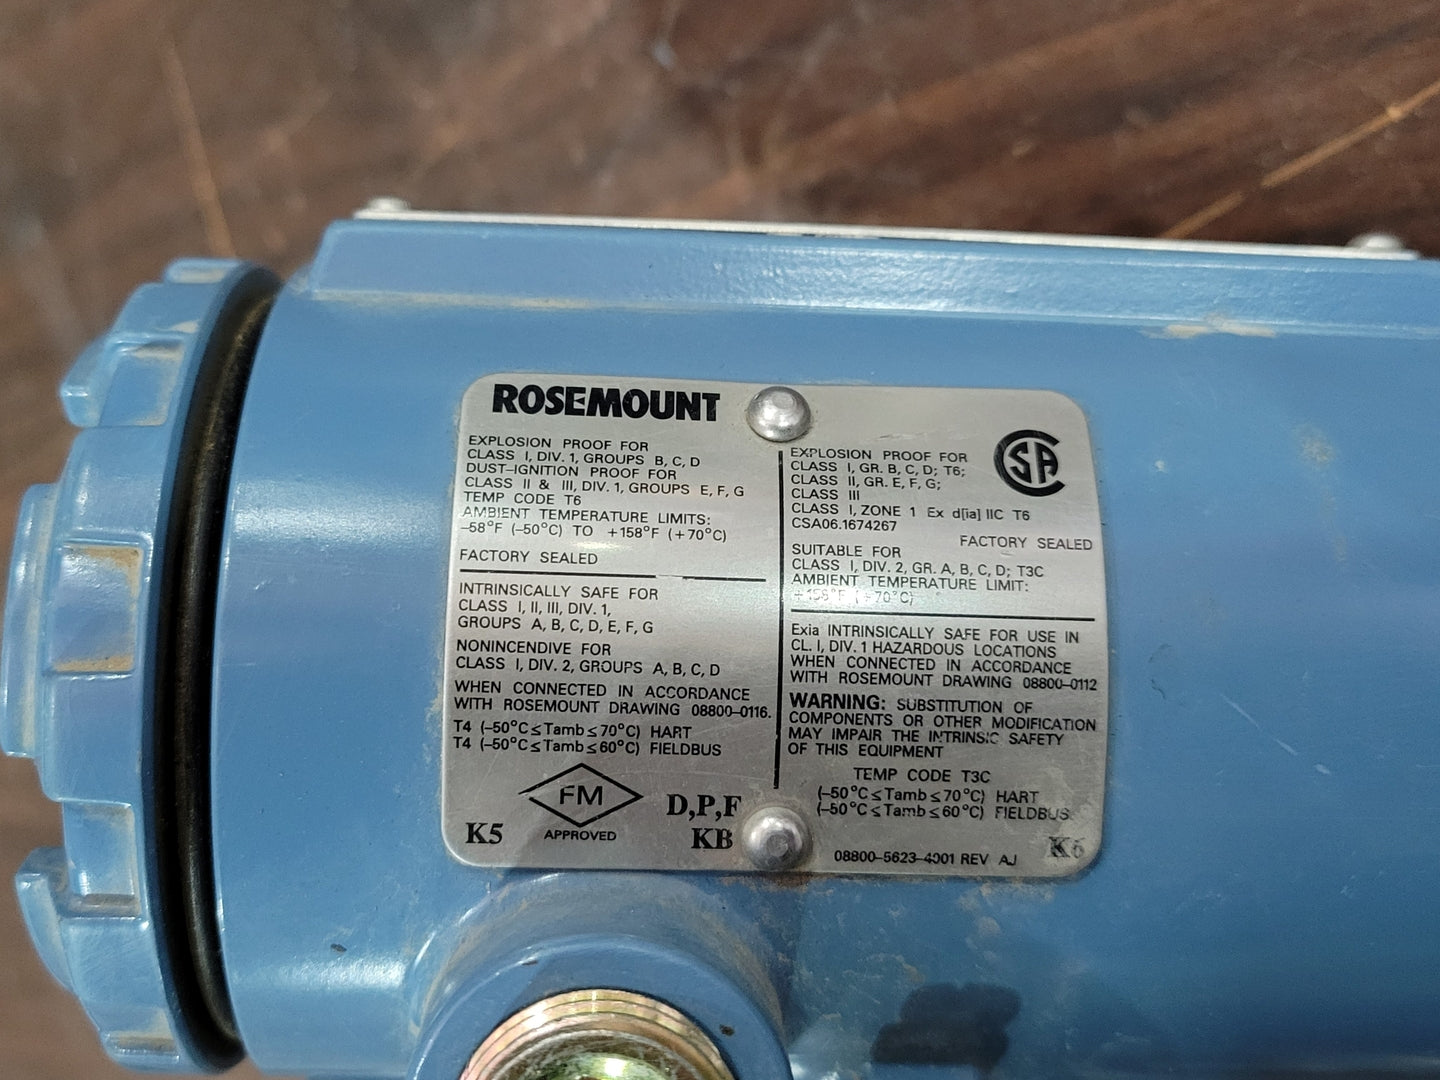 ROSEMOUNT
EXPLOSION PROOF FOR
CLASS I, DIV. 1, GROUPS B, C, D
DUST-IGNITION PROOF FOR
CLASS II & III, DIV. 1, GROUPS E, F, G
TEMP CODE T6
AMBIENT TEMPERATURE LIMITS:
-58°F (-50°C) TO +158°F (+70°C)
FACTORY SEALED
INTRINSICALLY SAFE FOR
CLASS I, II, III, DIV. 1,
GROUPS A, B, C, D, E, F, G
NONINCENDIVE FOR
CLASS I, DIV. 2, GROUPS A, B, C, D
WHEN CONNECTED IN ACCORDANCE
WITH ROSEMOUNT DRAWING 08800-0116.
T4 (-50°C≤Tamb≤70°C) HART
T4 (-50°C≤Tamb≤60°C) FIELDBUS
FM
APPROVED
K5
D,P,F
KB
EXPLOSION PROOF FOR
CLASS I, GR. B, C, D; T6;
CLASS II, GR. E, F, G;
CLASS III
CLASS I, ZONE 1 Ex d[ia] IIC T6
CSA06.1674267
CSA
FACTORY SEALED
SUITABLE FOR
CLASS I, DIV. 2, GR. A, B, C, D; T3C
AMBIENT TEMPERATURE LIMIT:
+158°F (+70°C)
Exia INTRINSICALLY SAFE FOR USE IN
CL. I, DIV. 1 HAZARDOUS LOCATIONS
WHEN CONNECTED IN ACCORDANCE
WITH ROSEMOUNT DRAWING 08800-0112
WARNING: SUBSTITUTION OF
COMPONENTS OR OTHER MODIFICATION
MAY IMPAIR THE INTRINSIC SAFETY
OF THIS EQUIPMENT
TEMP CODE T3C
(-50°C≤Tamb≤70°C) HART
(-50°C≤Tamb≤60°C) FIELDBUS
08800-5623-4001 REV AJ
K6